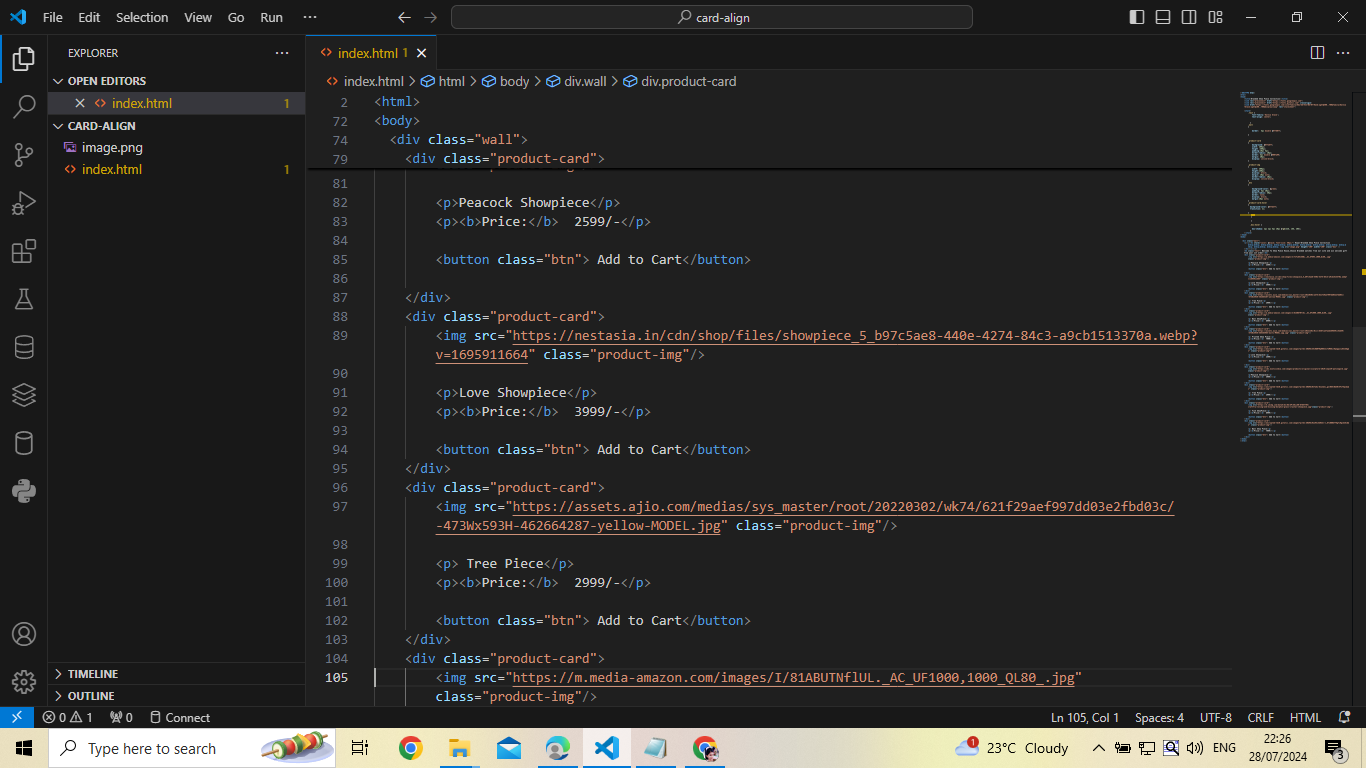 File Edit Selection View Go Run ···
card-align
EXPLORER
OPEN EDITORS
index.html 1
CARD-ALIGN
image.png
index.html 1
TIMELINE
OUTLINE
index.html 1
index.html > html > body > div.wall > div.product-card
2 <html>
72 <body>
74 <div class="wall">
79 <div class="product-card">
81
82 <p>Peacock Showpiece</p>
83 <p><b>Price:</b>  2599/-</p>
84
85 <button class="btn"> Add to Cart</button>
86
87 </div>
88 <div class="product-card">
89 <img src="https://nestasia.in/cdn/shop/files/showpiece_5_b97c5ae8-440e-4274-84c3-a9cb1513370a.webp?
v=1695911664" class="product-img"/>
90
91 <p>Love Showpiece</p>
92 <p><b>Price:</b>  3999/-</p>
93
94 <button class="btn"> Add to Cart</button>
95 </div>
96 <div class="product-card">
97 <img src="https://assets.ajio.com/medias/sys_master/root/20220302/wk74/621f29aef997dd03e2fbd03c/
-473Wx593H-462664287-yellow-MODEL.jpg" class="product-img"/>
98
99 <p> Tree Piece</p>
100 <p><b>Price:</b>  2999/-</p>
101
102 <button class="btn"> Add to Cart</button>
103 </div>
104 <div class="product-card">
105 <img src="https://m.media-amazon.com/images/I/81ABUTNflUL._AC_UF1000,1000_QL80_.jpg"
class="product-img"/>
0 1 0 Connect
Ln 105, Col 1 Spaces: 4 UTF-8 CRLF HTML
Type here to search
1 23°C Cloudy ENG 22:26
28/07/2024 3